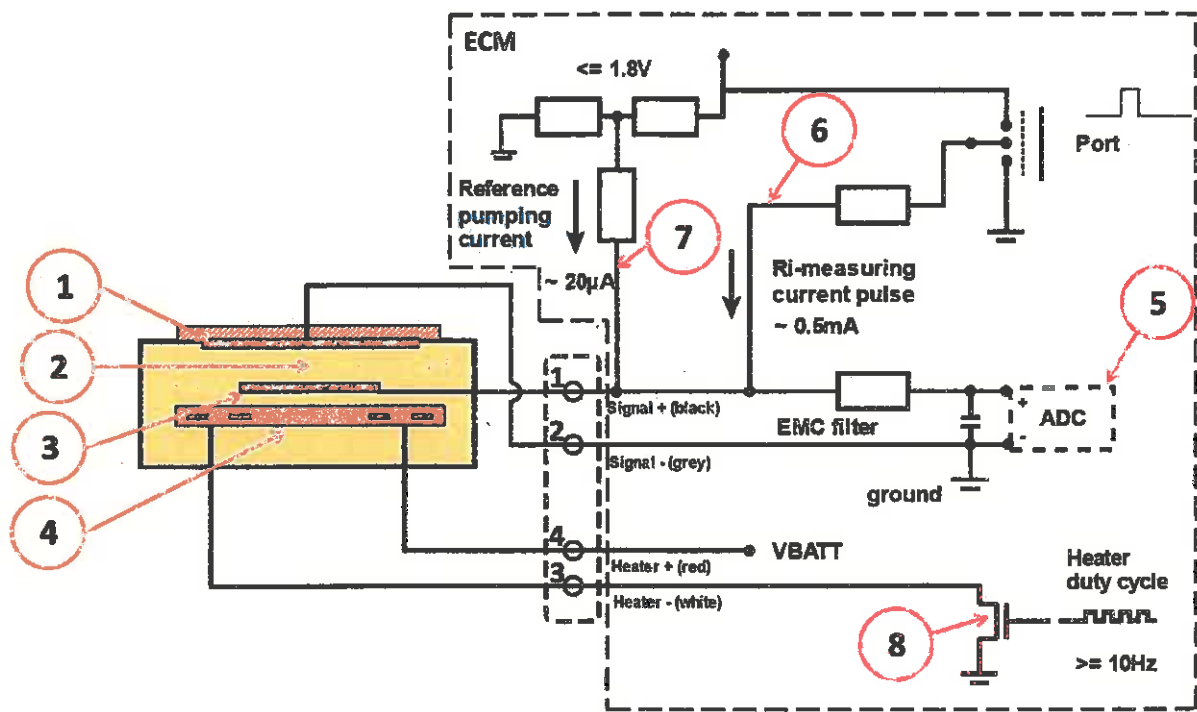 ECM
<= 1.8V
6
Port
Reference
pumping
current
7
~ 20µA
Ri-measuring
current pulse
~ 0.5mA
5
1
2
3
4
1
Signal + (black)
EMC filter
+
ADC
-
2
Signal - (grey)
ground
4
Heater + (red)
VBATT
3
Heater - (white)
Heater
duty cycle
8
>= 10Hz